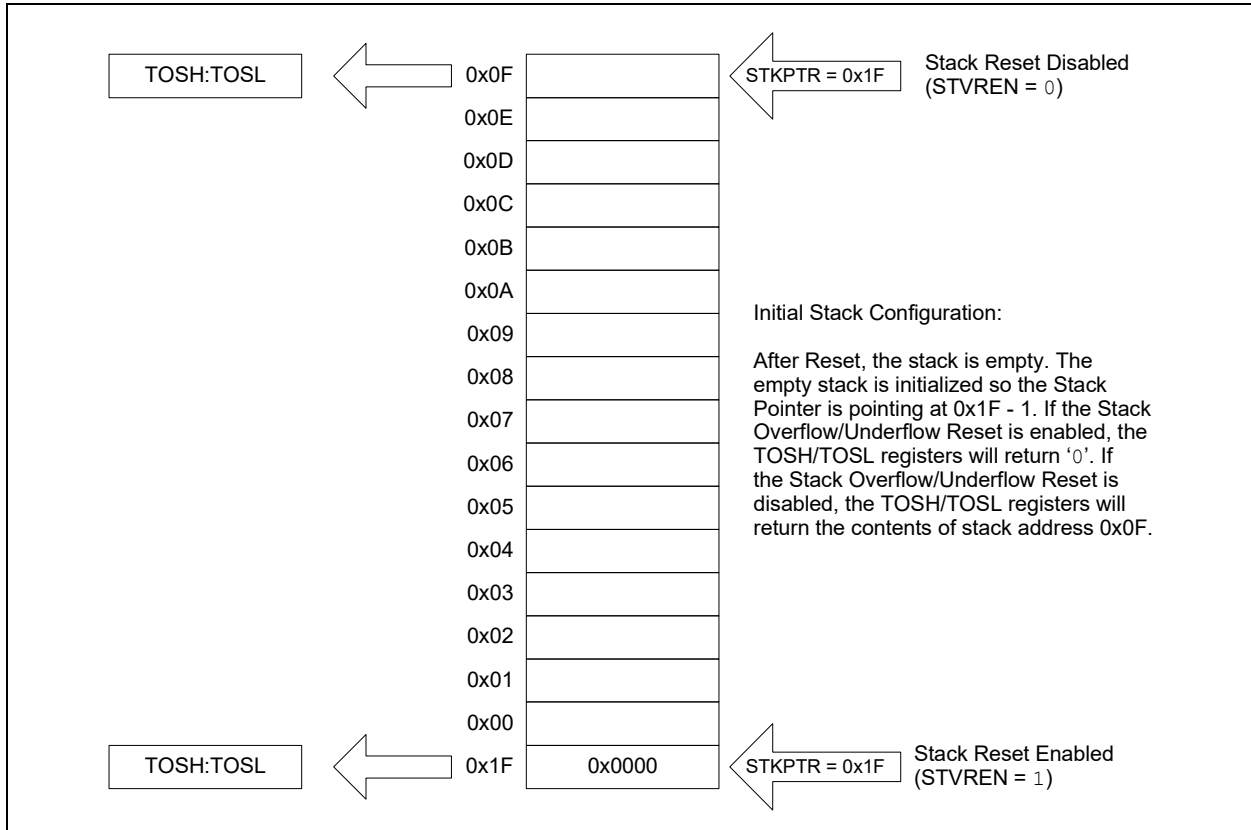 TOSH:TOSL
0x0F
STKPTR = 0x1F
Stack Reset Disabled
(STVREN = 0)
0x0E
0x0D
0x0C
0x0B
0x0A
0x09
0x08
0x07
0x06
0x05
0x04
0x03
0x02
0x01
0x00
Initial Stack Configuration:
After Reset, the stack is empty. The
empty stack is initialized so the Stack
Pointer is pointing at 0x1F - 1. If the Stack
Overflow/Underflow Reset is enabled, the
TOSH/TOSL registers will return ‘0’. If
the Stack Overflow/Underflow Reset is
disabled, the TOSH/TOSL registers will
return the contents of stack address 0x0F.
TOSH:TOSL
0x1F
0x0000
STKPTR = 0x1F
Stack Reset Enabled
(STVREN = 1)